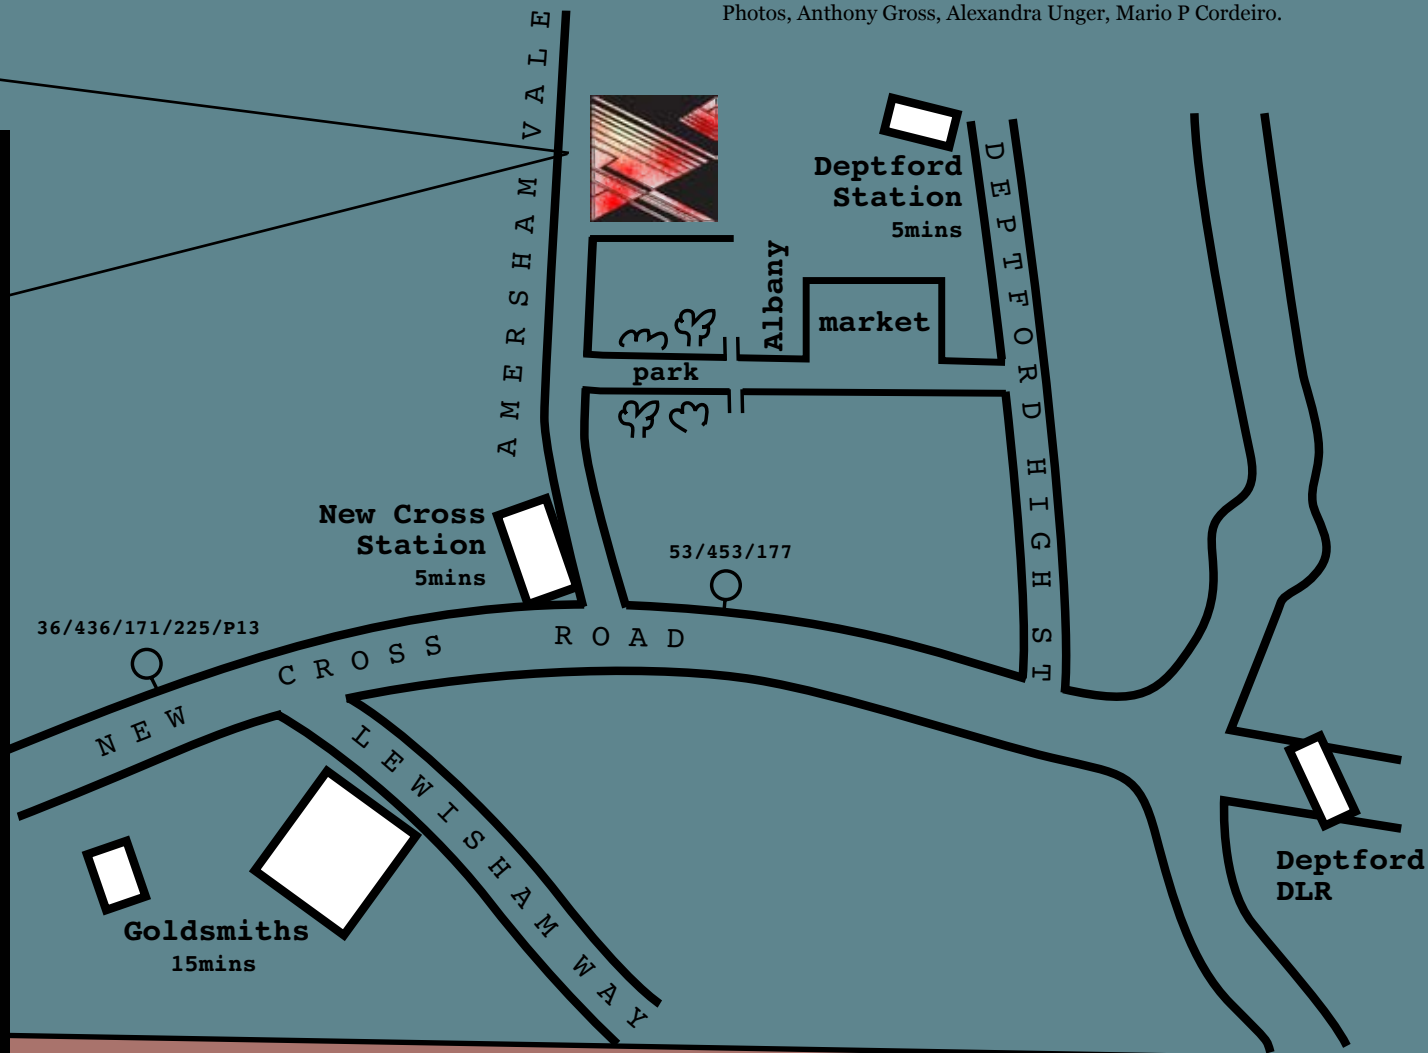 Photos, Anthony Gross, Alexandra Unger, Mario P Cordeiro.
AMERSHAM VALE
Deptford
Station
5mins
DEPTFORD HIGH ST
Albany
market
park
New Cross
Station
5mins
53/453/177
36/436/171/225/P13
NEW CROSS ROAD
LEWISHAM WAY
Goldsmiths
15mins
Deptford
DLR